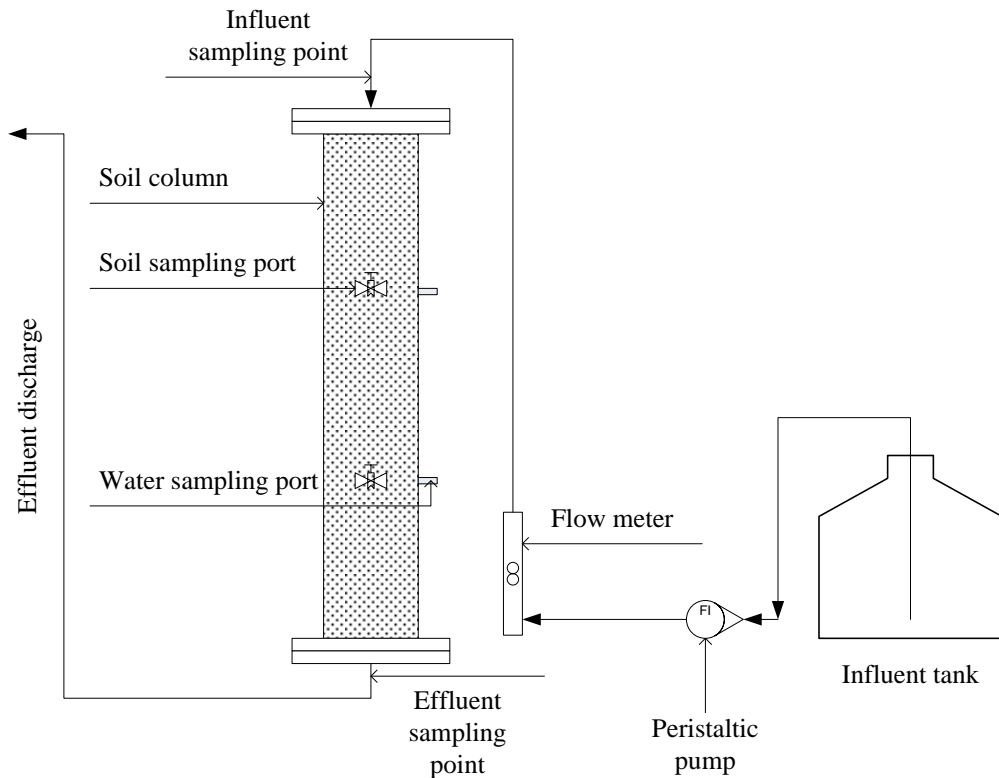 Influent
sampling point
Soil column
Soil sampling port
Effluent discharge
Water sampling port
Flow meter
FI
Influent tank
Effluent
sampling
point
Peristaltic
pump